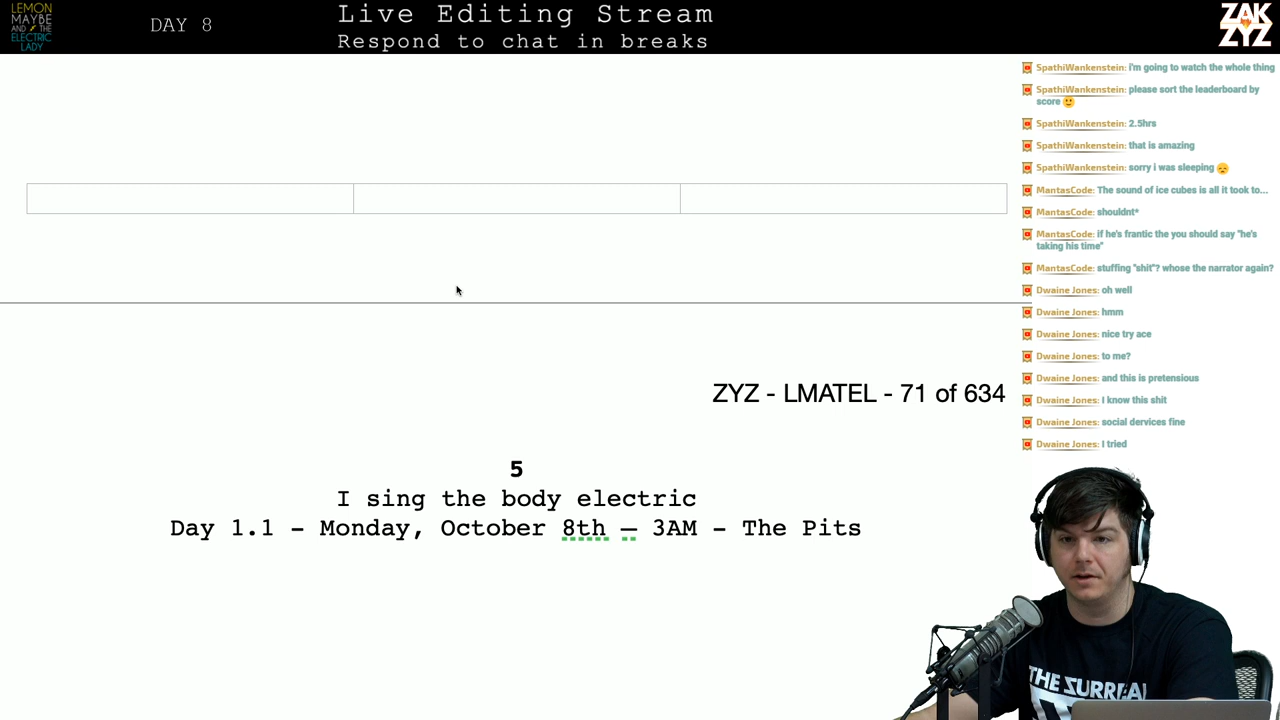 LEMON
MAYBE
AND THE
ELECTRIC
LADY
DAY 8
Live Editing Stream
Respond to chat in breaks
ZAK
ZYZ
SpathiWankenstein: i'm going to watch the whole thing
SpathiWankenstein: please sort the leaderboard by
score 🙂
SpathiWankenstein: 2.5hrs
SpathiWankenstein: that is amazing
SpathiWankenstein: sorry i was sleeping 😞
MantasCode: The sound of ice cubes is all it took to...
MantasCode: shouldnt*
MantasCode: if he's frantic the you should say "he's
taking his time"
MantasCode: stuffing "shit"? whose the narrator again?
Dwaine Jones: oh well
Dwaine Jones: hmm
Dwaine Jones: nice try ace
Dwaine Jones: to me?
Dwaine Jones: and this is pretensious
Dwaine Jones: I know this shit
Dwaine Jones: social dervices fine
Dwaine Jones: I tried
ZYZ - LMATEL - 71 of 634
5
I sing the body electric
Day 1.1 – Monday, October 8th — 3AM – The Pits
THE SURREAL